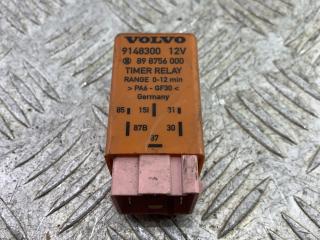 VOLVO
9148300 12V
89 8756 000
TIMER RELAY
RANGE 0-12 min
> PA6 - GF30 <
Germany
85 15I 31
87B 30
87